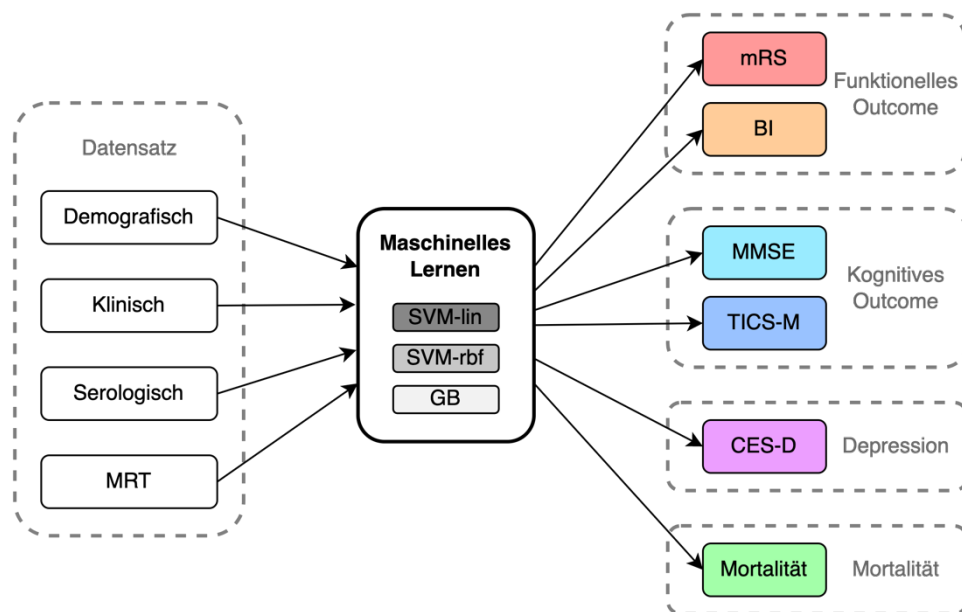 Datensatz
Demografisch
Klinisch
Serologisch
MRT
Maschinelles
Lernen
SVM-lin
SVM-rbf
GB
mRS
BI
Funktionelles
Outcome
MMSE
TICS-M
Kognitives
Outcome
CES-D
Depression
Mortalität
Mortalität